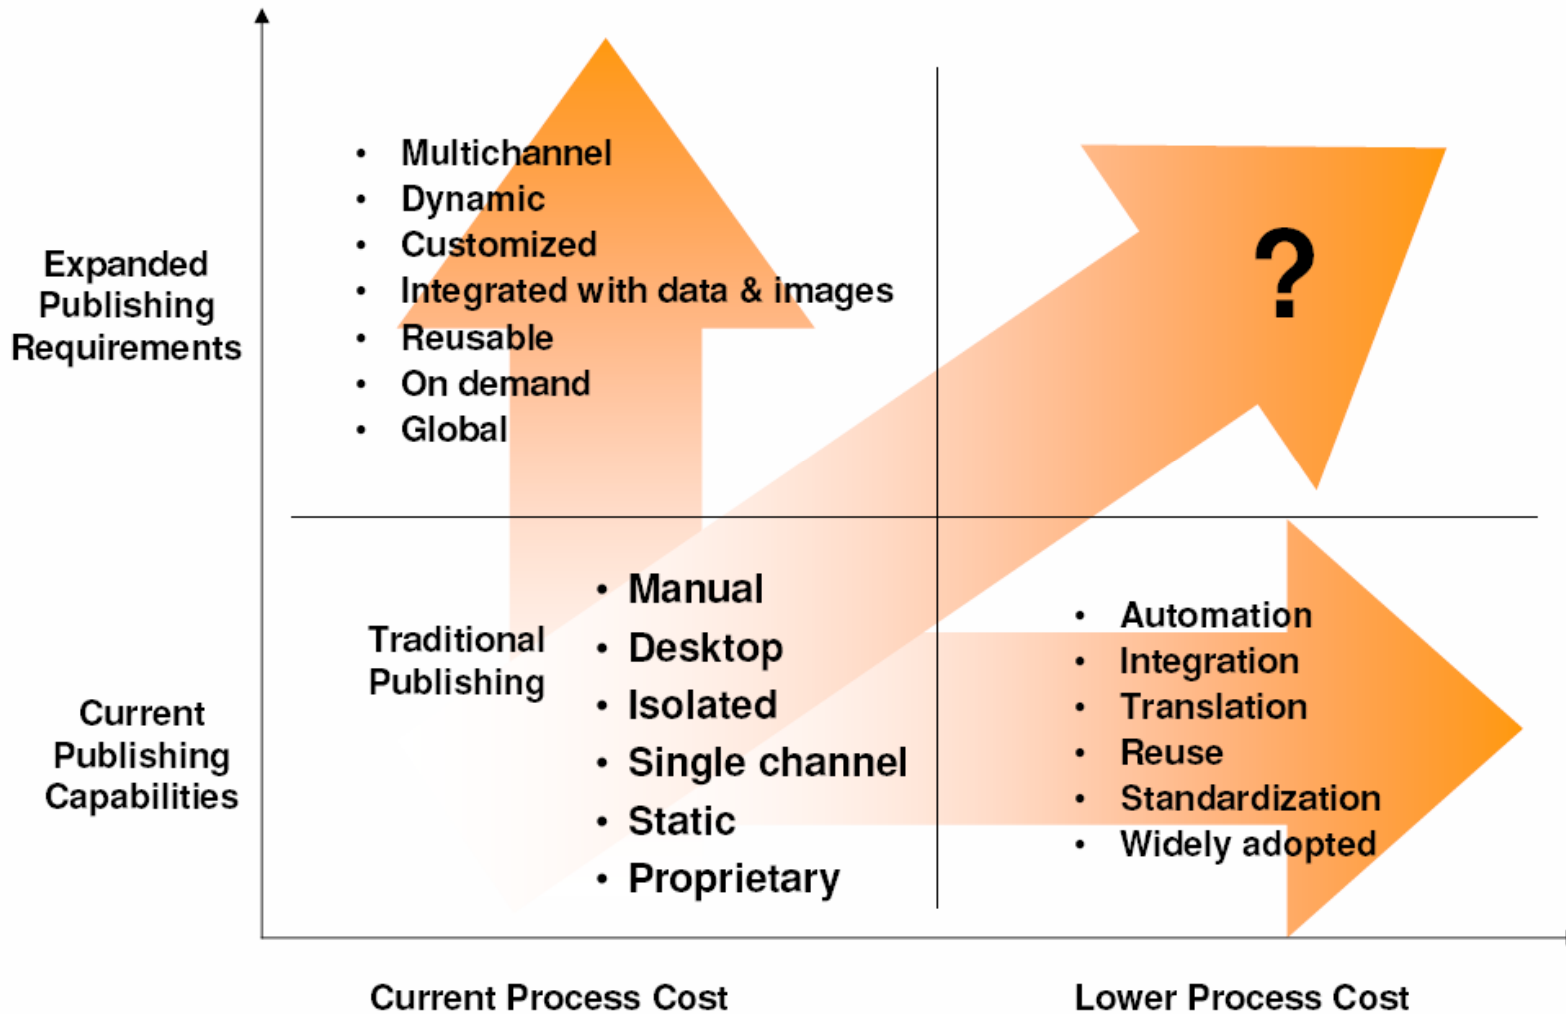 Expanded
Publishing
Requirements
• Multichannel
• Dynamic
• Customized
• Integrated with data & images
• Reusable
• On demand
• Global
?
Current
Publishing
Capabilities
Traditional
Publishing
• Manual
• Desktop
• Isolated
• Single channel
• Static
• Proprietary
• Automation
• Integration
• Translation
• Reuse
• Standardization
• Widely adopted
Current Process Cost
Lower Process Cost